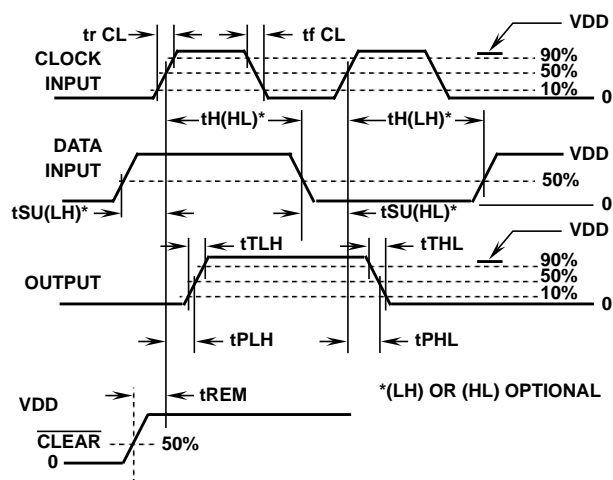 tr CL
tf CL
VDD
CLOCK
INPUT
90%
50%
10%
0
tH(HL)*
tH(LH)*
DATA
INPUT
VDD
50%
0
tSU(LH)*
tSU(HL)*
tTLH
tTHL
VDD
OUTPUT
90%
50%
10%
0
tPLH
tPHL
tREM
*(LH) OR (HL) OPTIONAL
VDD
CLEAR
50%
0